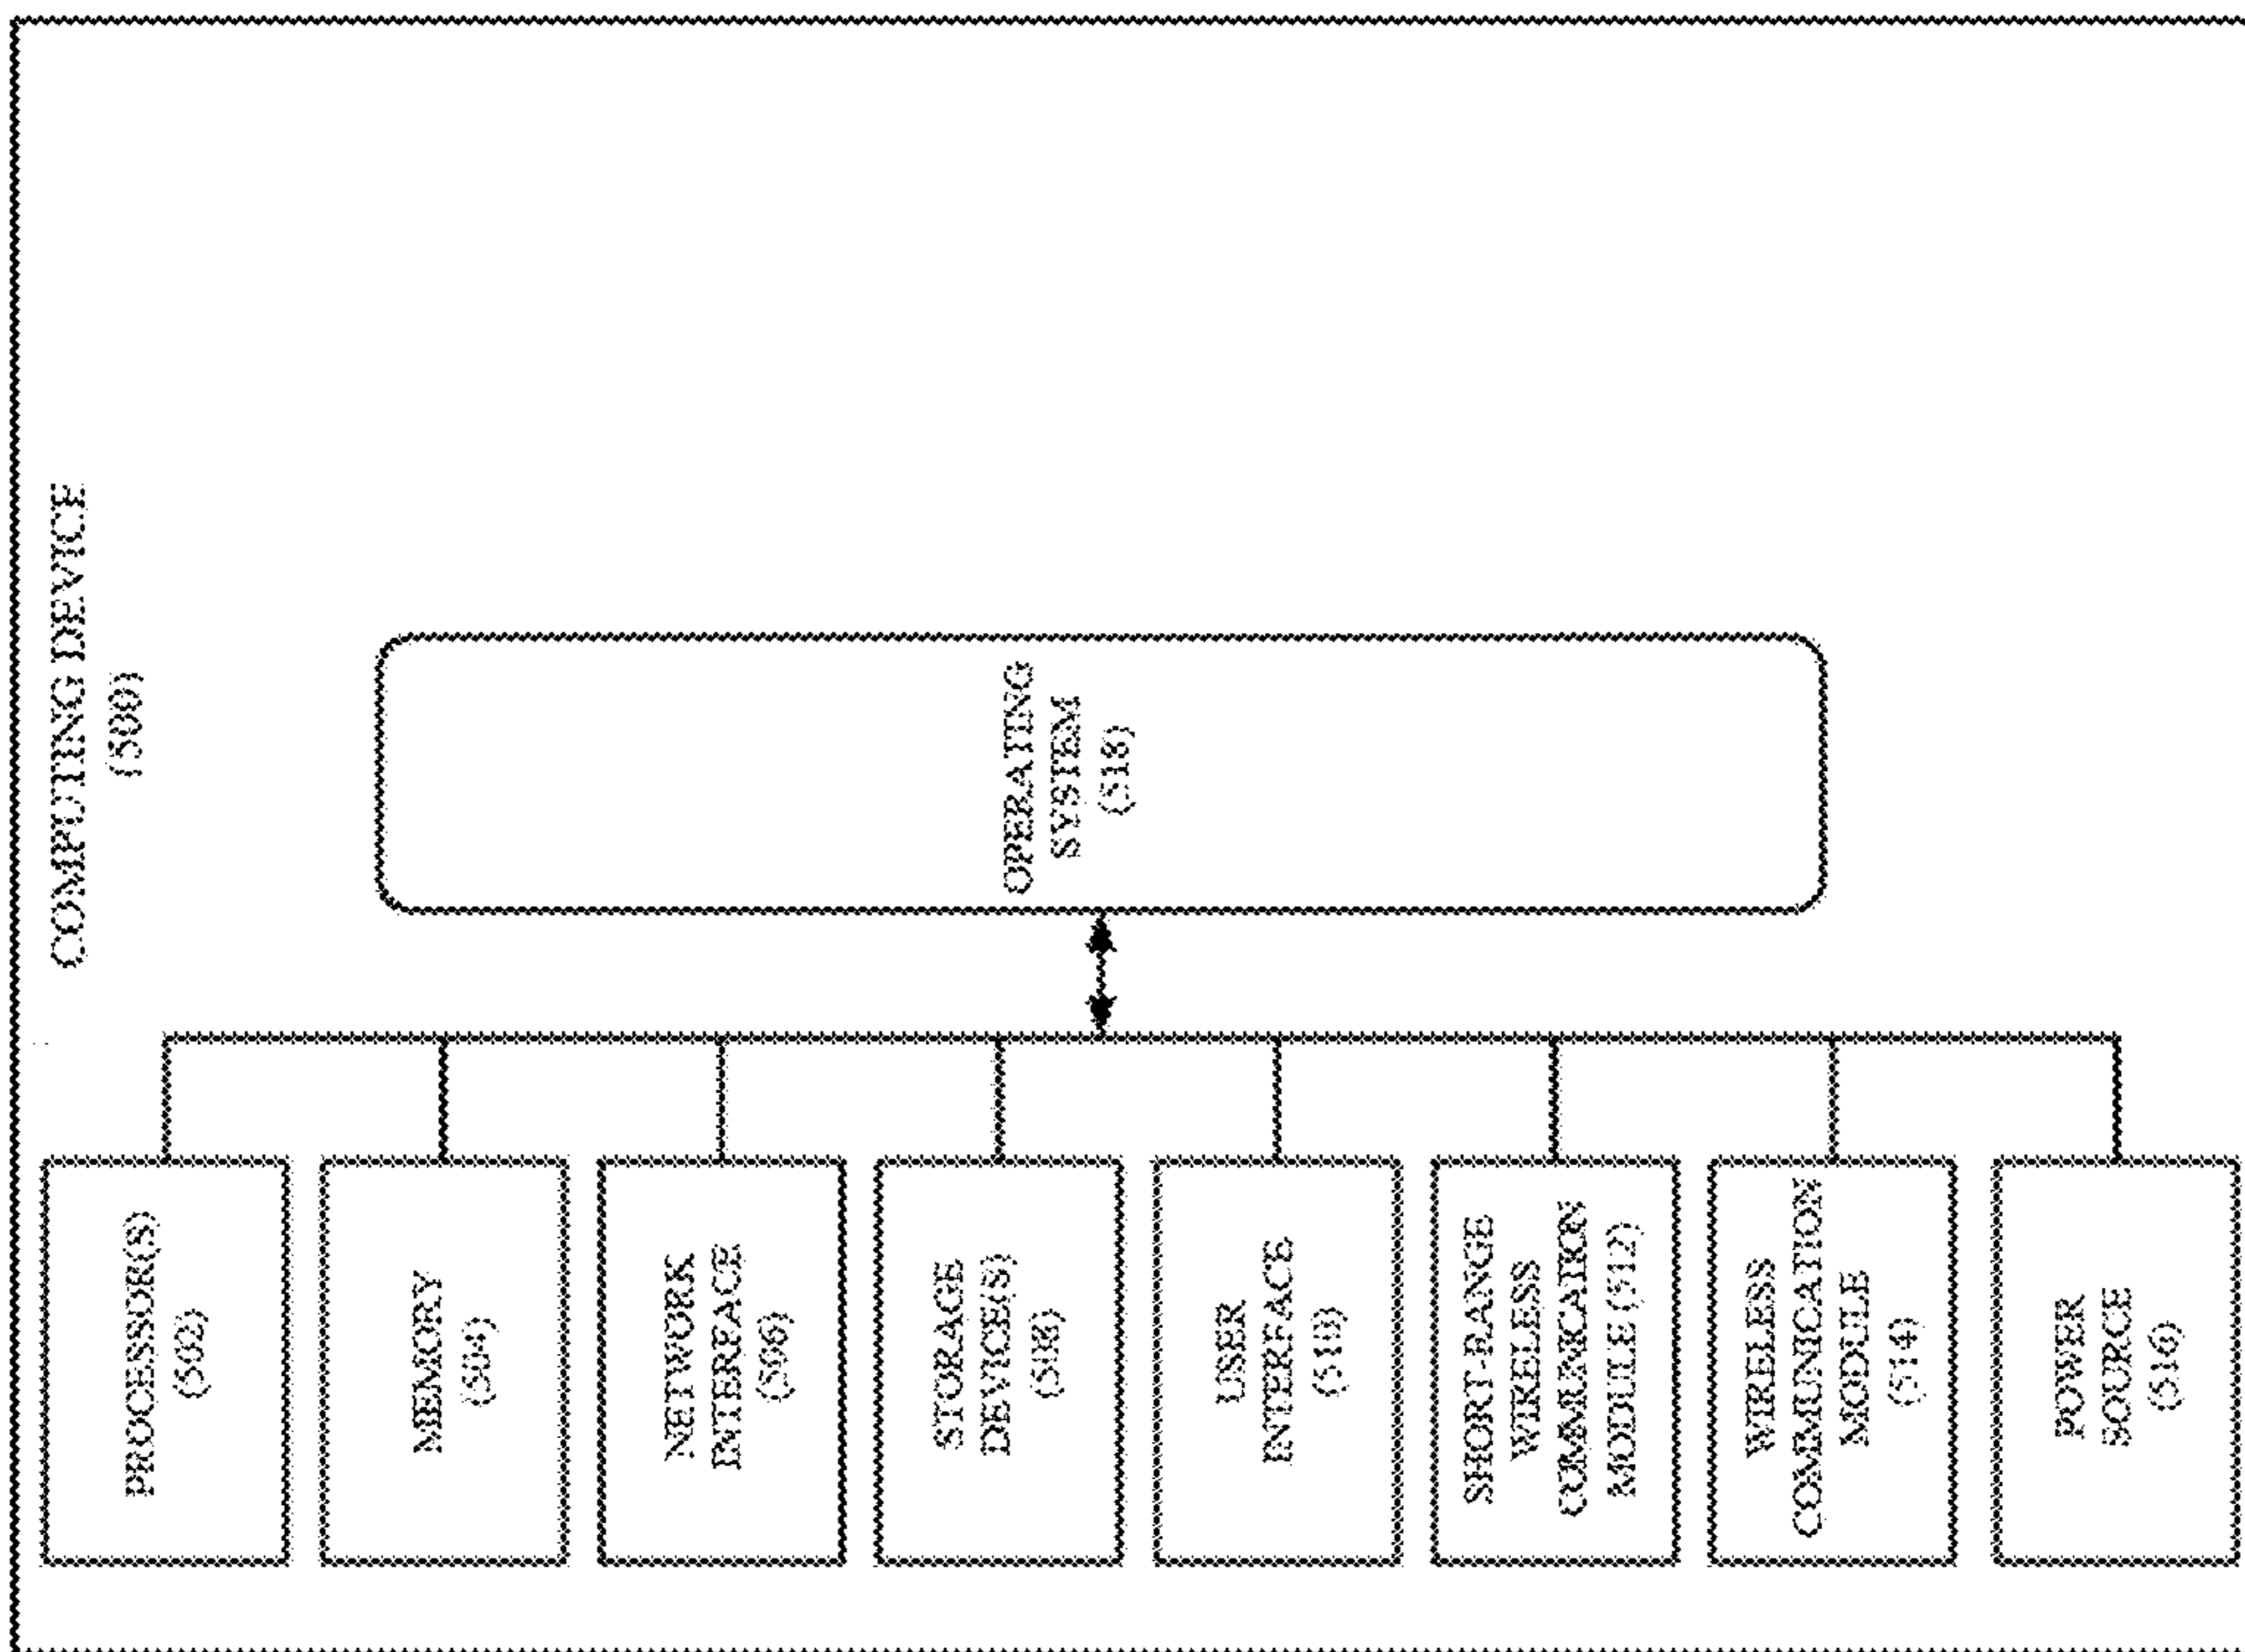 COMPUTING DEVICE
(500)
PROCESSOR(S)
(502)
MEMORY
(504)
NETWORK
INTERFACE
(506)
STORAGE
DEVICE(S)
(508)
USER
INTERFACE
(510)
SHORT-RANGE
WIRELESS
COMMUNICATION
MODULE (512)
WIRELESS
COMMUNICATION
MODULE
(514)
POWER
SOURCE
(516)
OPERATING
SYSTEM
(518)